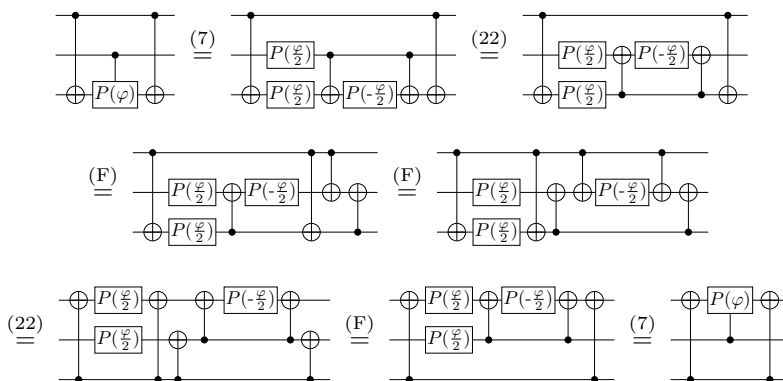 (7) = P(φ/2) (22) = P(φ/2) P(-φ/2)
P(φ) P(φ/2) P(-φ/2) P(φ/2)
(F) = P(φ/2) P(-φ/2) (F) = P(φ/2) P(-φ/2)
P(φ/2) P(φ/2)
(22) = P(φ/2) P(-φ/2) (F) = P(φ/2) P(-φ/2) (7) = P(φ)
P(φ/2) P(φ/2)